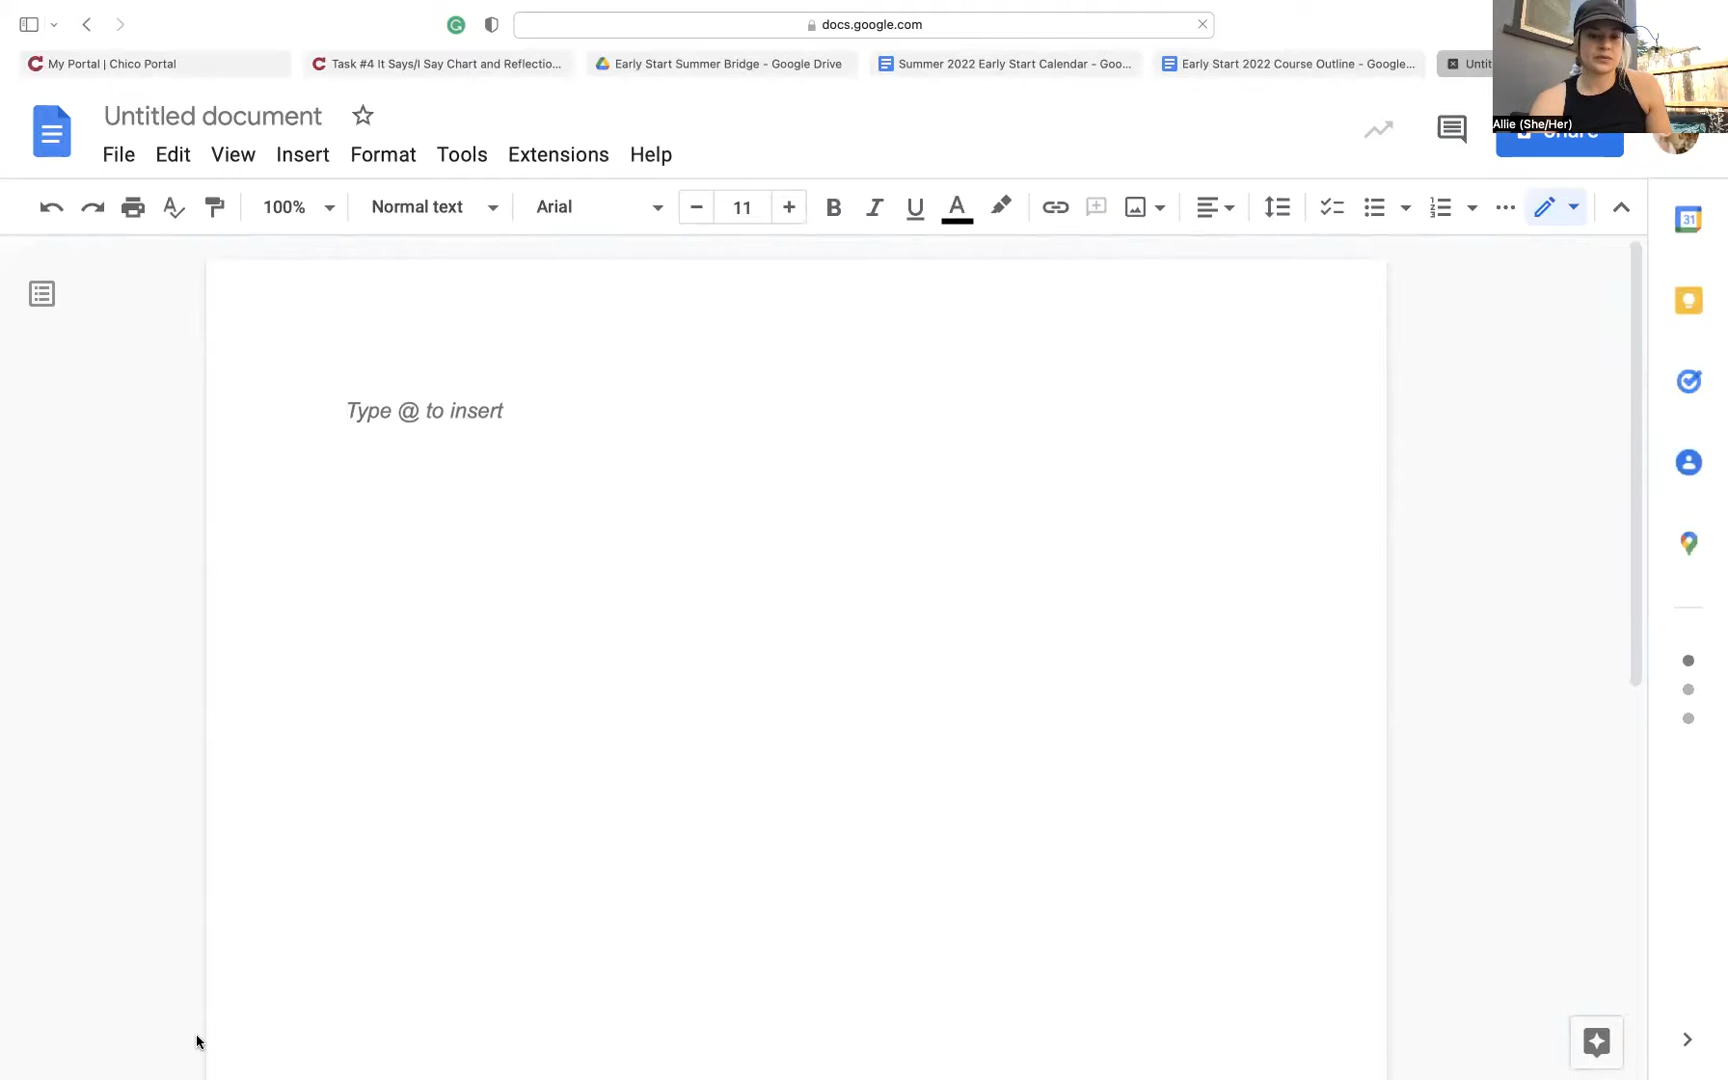 docs.google.com
My Portal | Chico Portal
Task #4 It Says/I Say Chart and Reflectio...
Early Start Summer Bridge - Google Drive
Summer 2022 Early Start Calendar - Goo...
Early Start 2022 Course Outline - Google...
Untit
Allie (She/Her)
Untitled document
File Edit View Insert Format Tools Extensions Help
100% Normal text Arial 11 B I U A
31
Type @ to insert